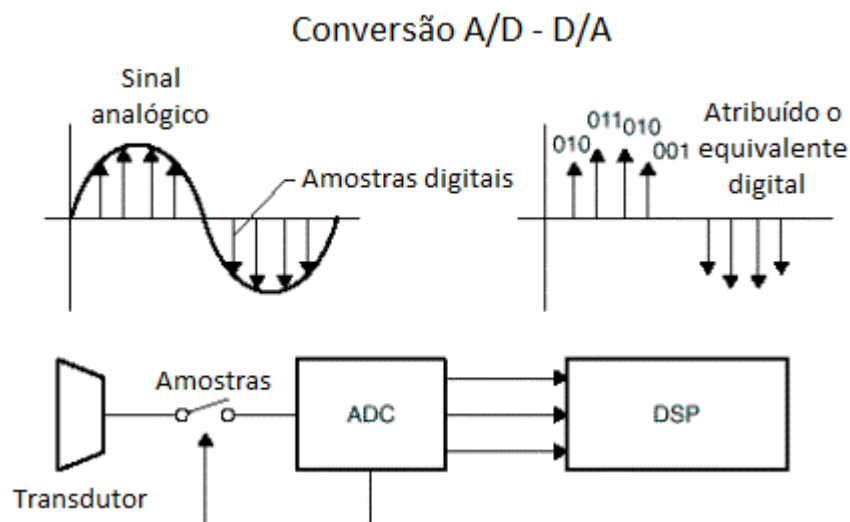 Conversão A/D - D/A
Sinal
analógico
Amostras digitais
010
011
010
001
Atribuído o
equivalente
digital
Amostras
ADC
DSP
Transdutor